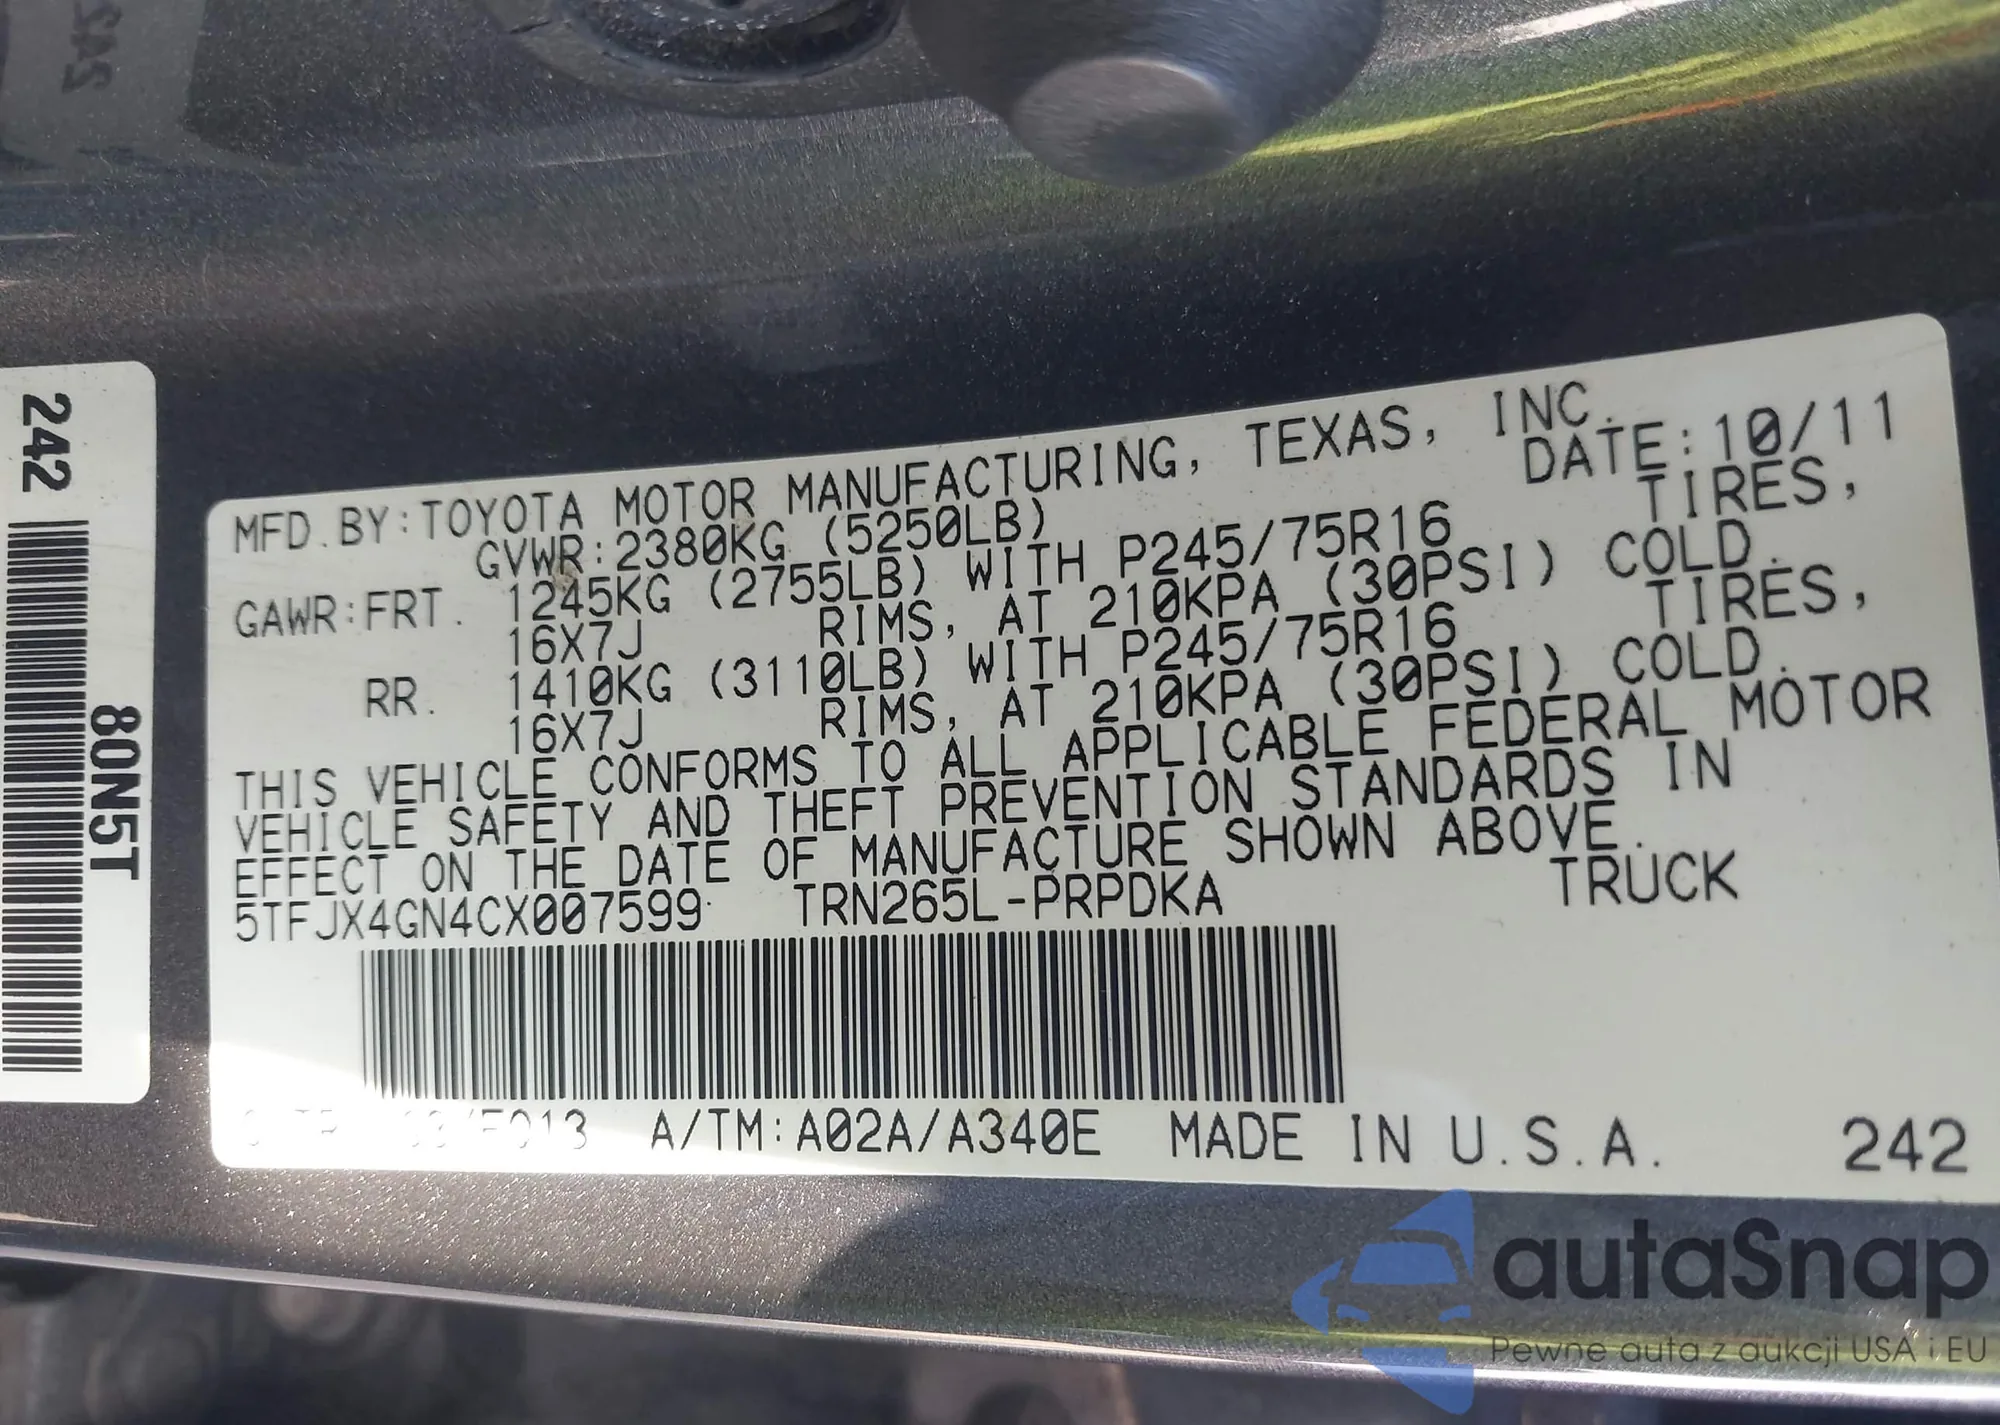 242
80N5T
MFD.BY:TOYOTA MOTOR MANUFACTURING, TEXAS, INC.
GVWR:2380KG (5250LB) DATE:10/11
GAWR:FRT. 1245KG (2755LB) WITH P245/75R16 TIRES,
16X7J RIMS, AT 210KPA (30PSI) COLD.
RR. 1410KG (3110LB) WITH P245/75R16 TIRES,
16X7J RIMS, AT 210KPA (30PSI) COLD.
THIS VEHICLE CONFORMS TO ALL APPLICABLE FEDERAL MOTOR
VEHICLE SAFETY AND THEFT PREVENTION STANDARDS IN
EFFECT ON THE DATE OF MANUFACTURE SHOWN ABOVE.
5TFJX4GN4CX007599 TRN265L-PRPDKA TRUCK
A/TM:A02A/A340E MADE IN U.S.A. 242
autaSnap
Pewne auta z aukcji USA i EU